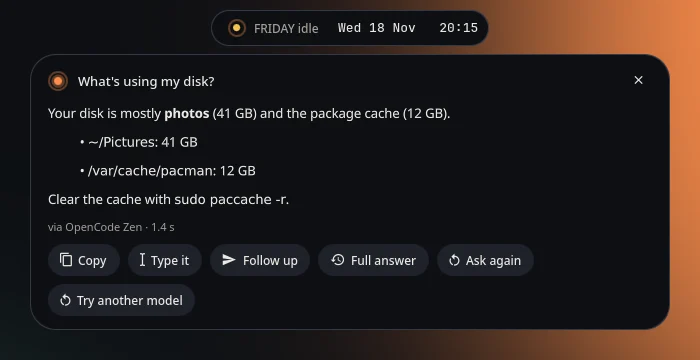 FRIDAY idle Wed 18 Nov 20:15
What's using my disk?
Your disk is mostly photos (41 GB) and the package cache (12 GB).
• ~/Pictures: 41 GB
• /var/cache/pacman: 12 GB
Clear the cache with sudo paccache -r.
via OpenCode Zen · 1.4 s
Copy Type it Follow up Full answer Ask again
Try another model